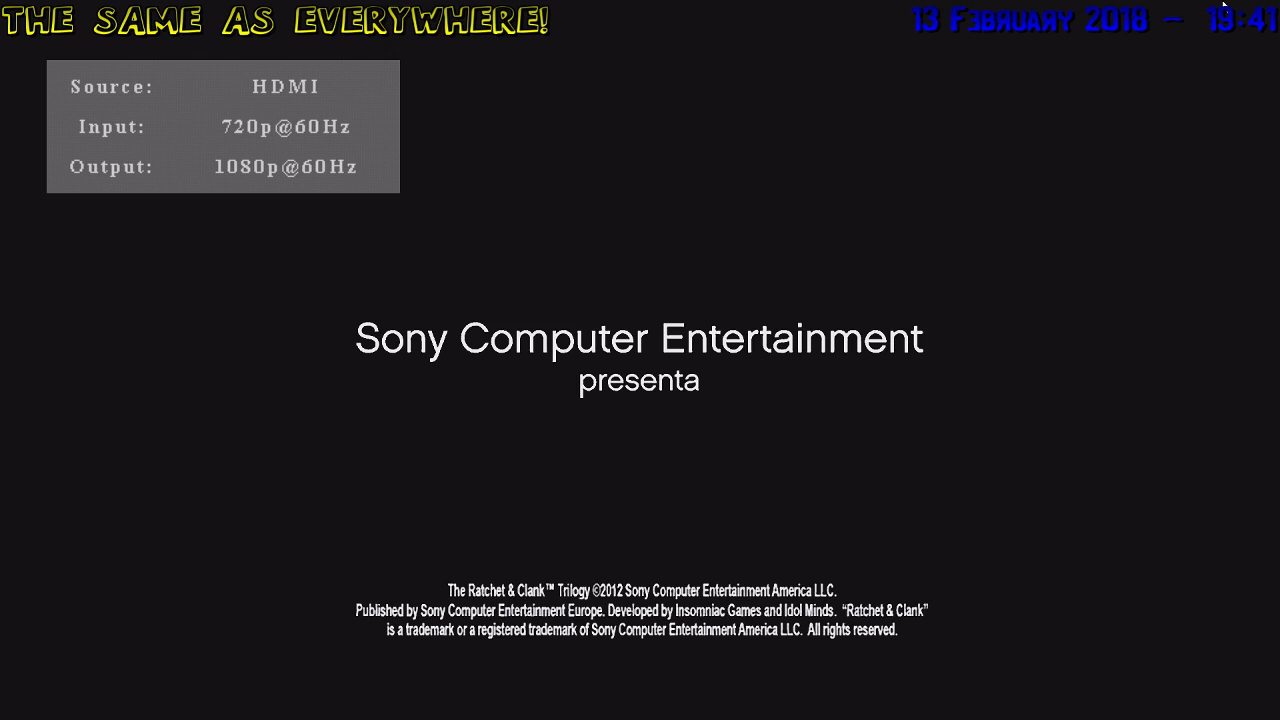 THE SAME AS EVERYWHERE!
13 February 2018 - 19:41
Source: HDMI
Input: 720p@60Hz
Output: 1080p@60Hz
Sony Computer Entertainment
presenta
The Ratchet & Clank™ Trilogy ©2012 Sony Computer Entertainment America LLC.
Published by Sony Computer Entertainment Europe. Developed by Insomniac Games and Idol Minds. “Ratchet & Clank”
is a trademark or a registered trademark of Sony Computer Entertainment America LLC. All rights reserved.